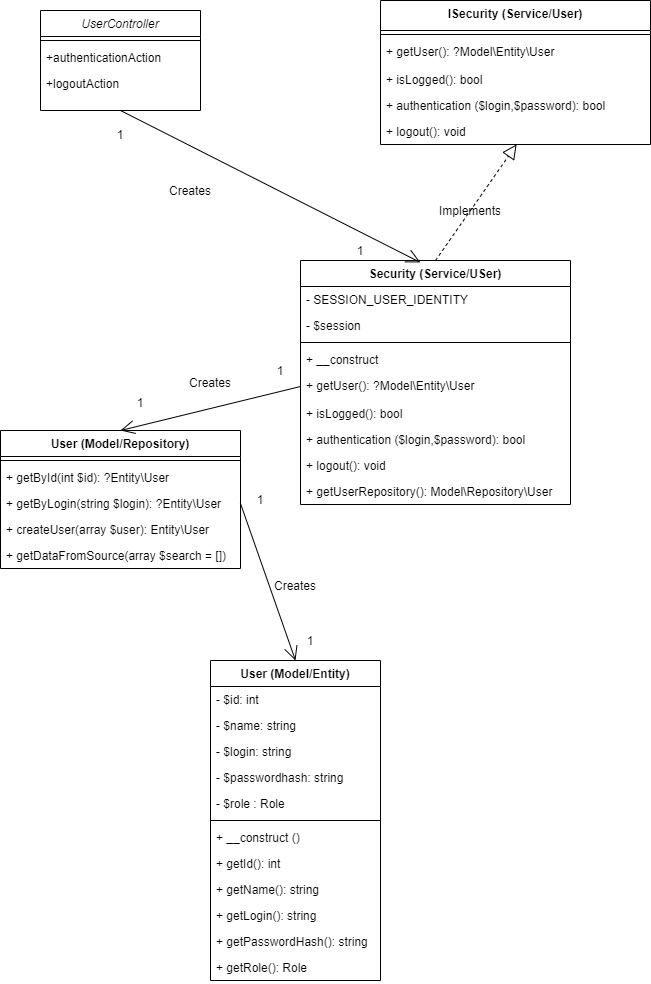 UserController
+authenticationAction
+logoutAction
ISecurity (Service/User)
+ getUser(): ?Model\Entity\User
+ isLogged(): bool
+ authentication ($login,$password): bool
+ logout(): void
1
Creates
1
Implements
Security (Service/USer)
- SESSION_USER_IDENTITY
- $session
+ __construct
+ getUser(): ?Model\Entity\User
+ isLogged(): bool
+ authentication ($login,$password): bool
+ logout(): void
+ getUserRepository(): Model\Repository\User
1
Creates
1
User (Model/Repository)
+ getById(int $id): ?Entity\User
+ getByLogin(string $login): ?Entity\User
+ createUser(array $user): Entity\User
+ getDataFromSource(array $search = [])
1
Creates
1
User (Model/Entity)
- $id: int
- $name: string
- $login: string
- $passwordhash: string
- $role : Role
+ __construct ()
+ getId(): int
+ getName(): string
+ getLogin(): string
+ getPasswordHash(): string
+ getRole(): Role